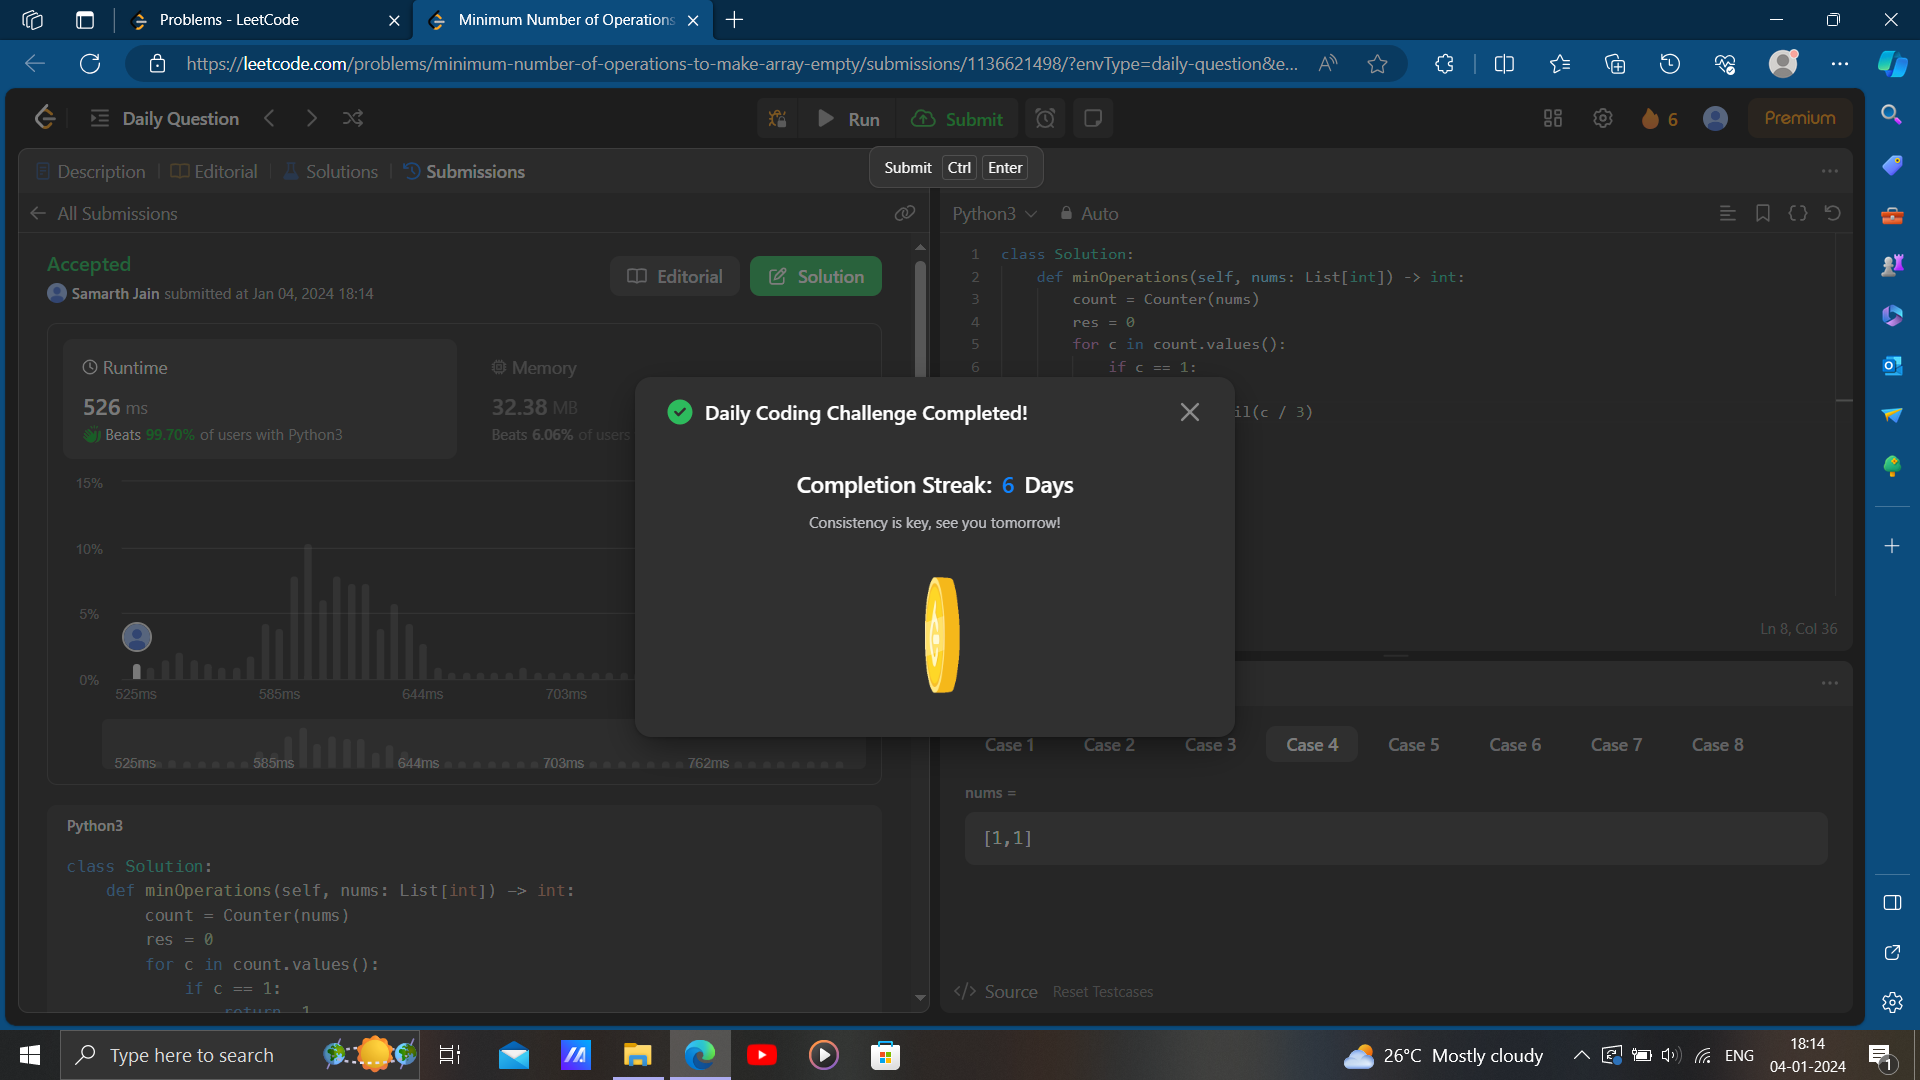 Problems - LeetCode
Minimum Number of Operations
https://leetcode.com/problems/minimum-number-of-operations-to-make-array-empty/submissions/1136621498/?envType=daily-question&e...
Daily Question
Run
Submit
6
Premium
Submit Ctrl Enter
Description
Editorial
Solutions
Submissions
All Submissions
Accepted
Samarth Jain submitted at Jan 04, 2024 18:14
Editorial
Solution
Runtime
526 ms
Beats 99.70% of users with Python3
Memory
32.38 MB
Beats 6.06% of users
15%
10%
5%
0%
525ms 585ms 644ms 703ms
525ms 585ms 644ms 703ms 762ms
Python3
class Solution:
def minOperations(self, nums: List[int]) -> int:
count = Counter(nums)
res = 0
for c in count.values():
if c == 1:
Python3
Auto
1 class Solution:
2 def minOperations(self, nums: List[int]) -> int:
3 count = Counter(nums)
4 res = 0
5 for c in count.values():
6 if c == 1:
il(c / 3)
Ln 8, Col 36
Daily Coding Challenge Completed!
Completion Streak: 6 Days
Consistency is key, see you tomorrow!
Case 1 Case 2 Case 3 Case 4 Case 5 Case 6 Case 7 Case 8
nums =
[1,1]
</> Source Reset Testcases
Type here to search
26°C Mostly cloudy
ENG
18:14
04-01-2024
1